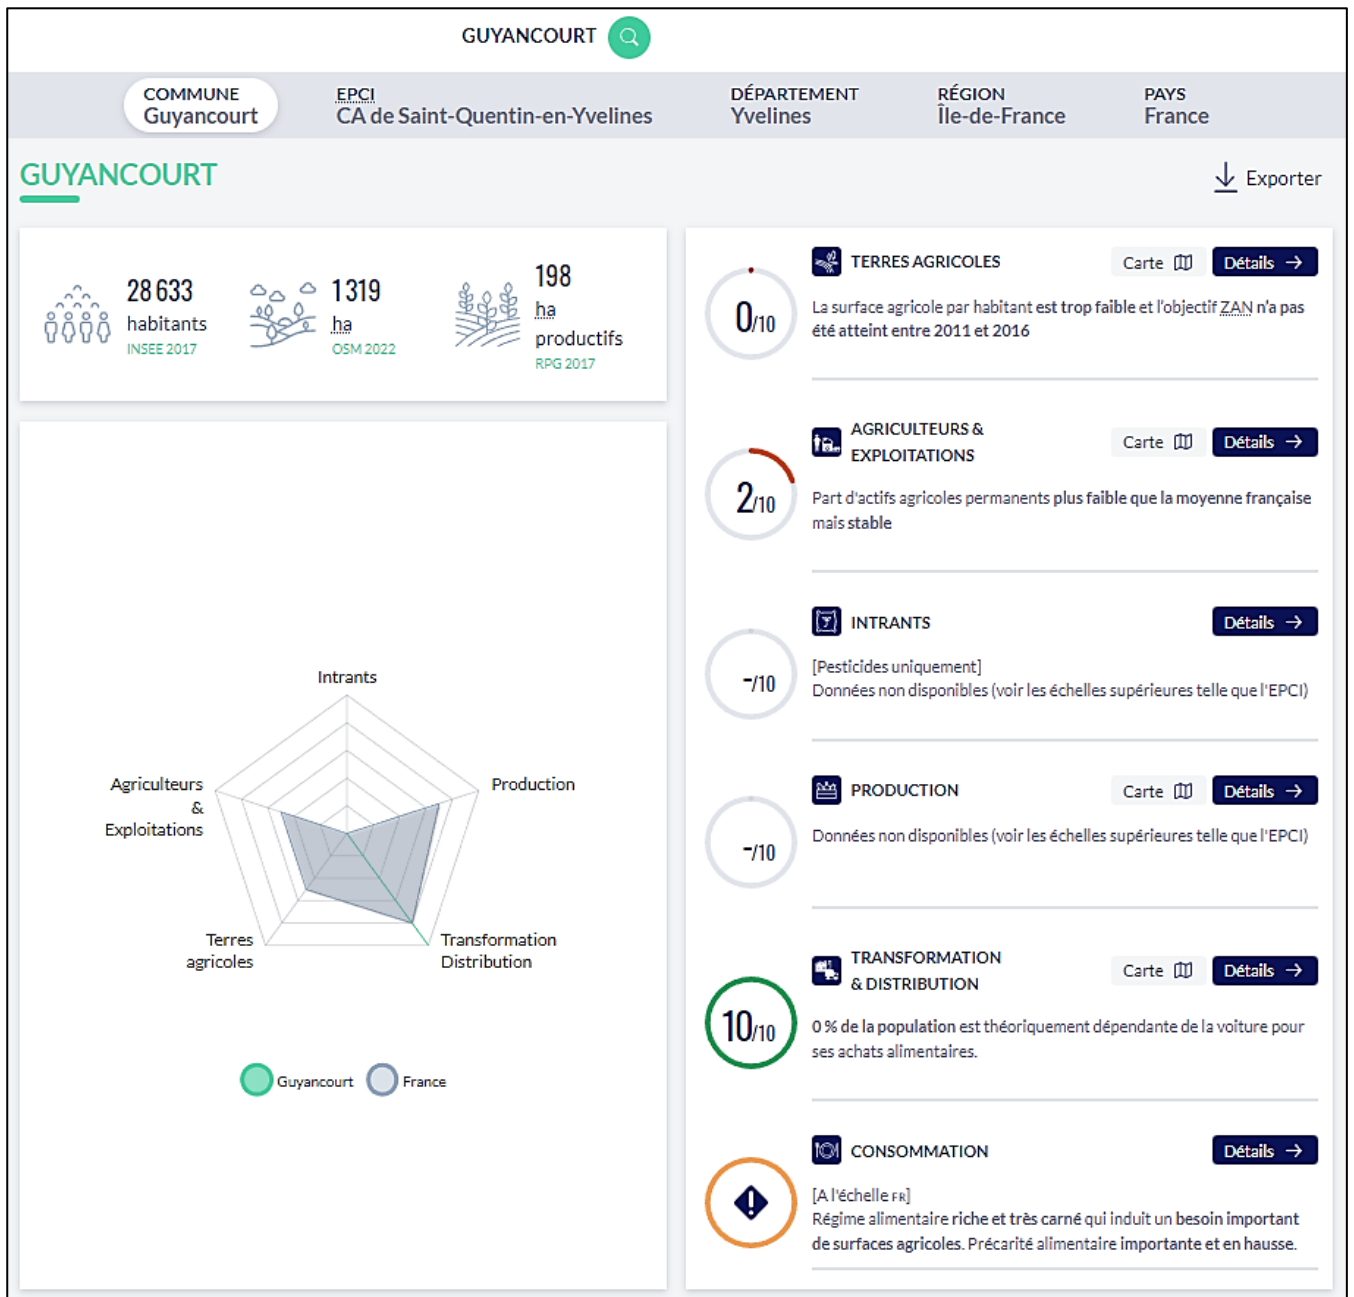 GUYANCOURT
COMMUNE
Guyancourt
EPCI
CA de Saint-Quentin-en-Yvelines
DÉPARTEMENT
Yvelines
RÉGION
Île-de-France
PAYS
France
GUYANCOURT
Exporter
28 633
habitants
INSEE 2017
1 319
ha
OSM 2022
198
ha
productifs
RPG 2017
Intrants
Agriculteurs
&
Exploitations
Production
Terres
agricoles
Transformation
Distribution
Guyancourt
France
0/10
TERRES AGRICOLES
Carte
Détails →
La surface agricole par habitant est trop faible et l'objectif ZAN n'a pas
été atteint entre 2011 et 2016
2/10
AGRICULTEURS &
EXPLOITATIONS
Carte
Détails →
Part d'actifs agricoles permanents plus faible que la moyenne française
mais stable
-/10
INTRANTS
Détails →
[Pesticides uniquement]
Données non disponibles (voir les échelles supérieures telle que l'EPCI)
-/10
PRODUCTION
Carte
Détails →
Données non disponibles (voir les échelles supérieures telle que l'EPCI)
10/10
TRANSFORMATION
& DISTRIBUTION
Carte
Détails →
0 % de la population est théoriquement dépendante de la voiture pour
ses achats alimentaires.
CONSOMMATION
Détails →
[A l'échelle FR]
Régime alimentaire riche et très carné qui induit un besoin important
de surfaces agricoles. Précarité alimentaire importante et en hausse.